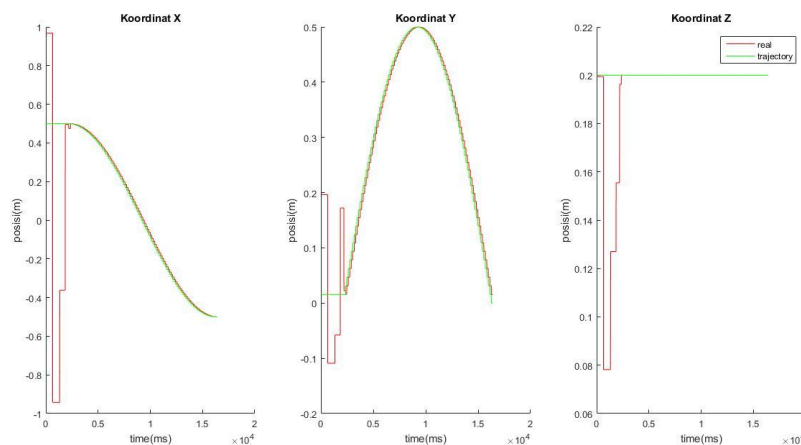 Koordinat X
posisi(m)
1
0.8
0.6
0.4
0.2
0
-0.2
-0.4
-0.6
-0.8
-1
0 0.5 1 1.5 2
time(ms)
×10^4
Koordinat Y
posisi(m)
0.5
0.4
0.3
0.2
0.1
0
-0.1
-0.2
0 0.5 1 1.5 2
time(ms)
×10^4
Koordinat Z
posisi(m)
0.22
0.2
0.18
0.16
0.14
0.12
0.1
0.08
0.06
0 0.5 1 1.5
time(ms)
×10
real
trajectory